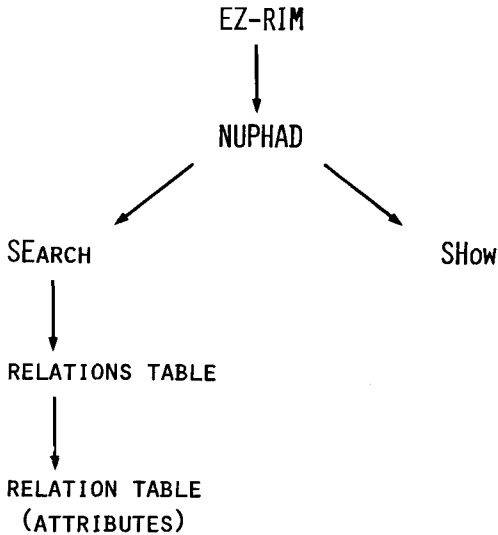 EZ-RIM
NUPHAD
SEARCH
SHOW
RELATIONS TABLE
RELATION TABLE
(ATTRIBUTES)